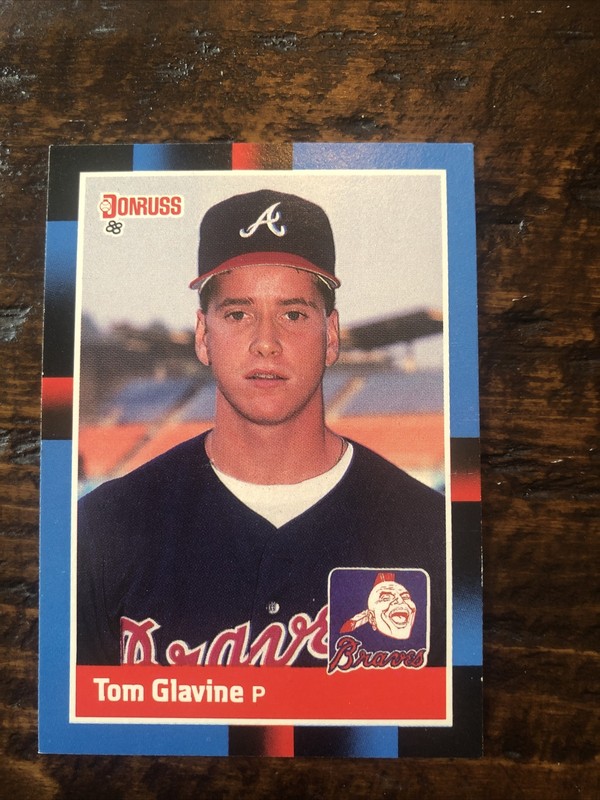 A
DONRUSS
88
Braves
Braves
Tom Glavine P